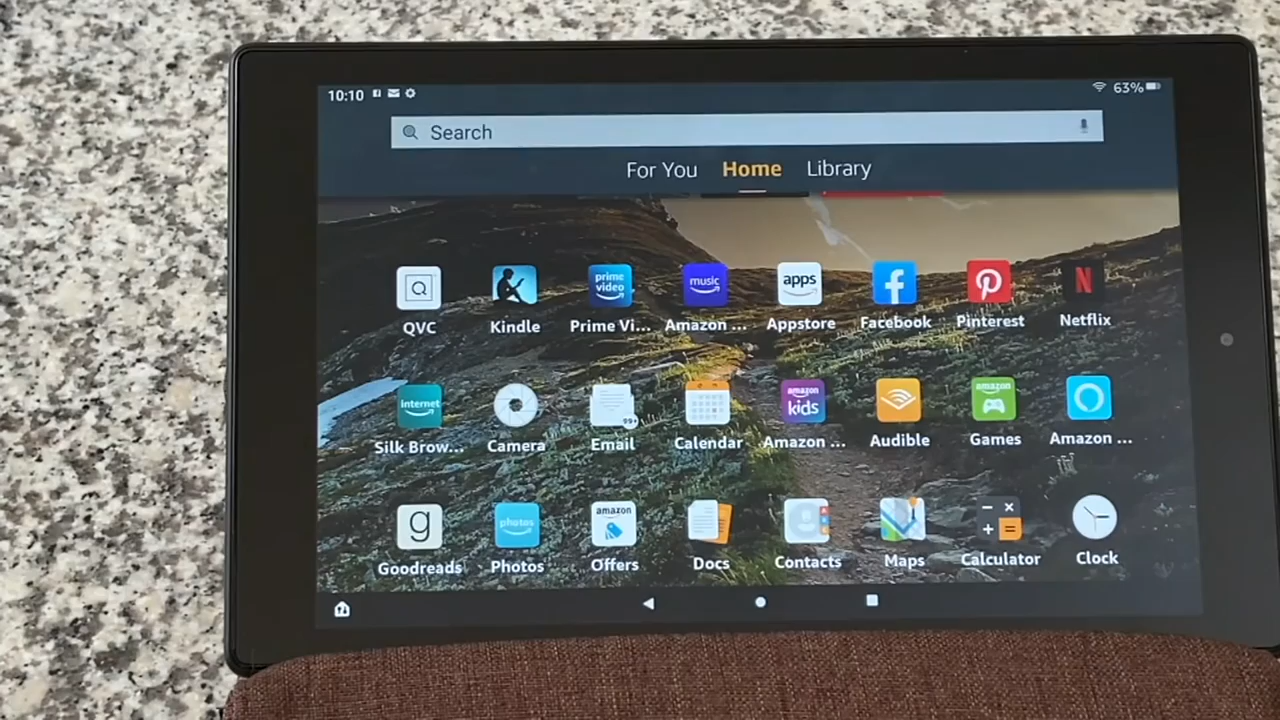 10:10 63%
Search
For You Home Library
prime video music apps
QVC Kindle Prime Vi... Amazon ... Appstore Facebook Pinterest Netflix
internet 99+ amazon kids amazon
Silk Brow... Camera Email Calendar Amazon ... Audible Games Amazon ...
g photos amazon
Goodreads Photos Offers Docs Contacts Maps Calculator Clock